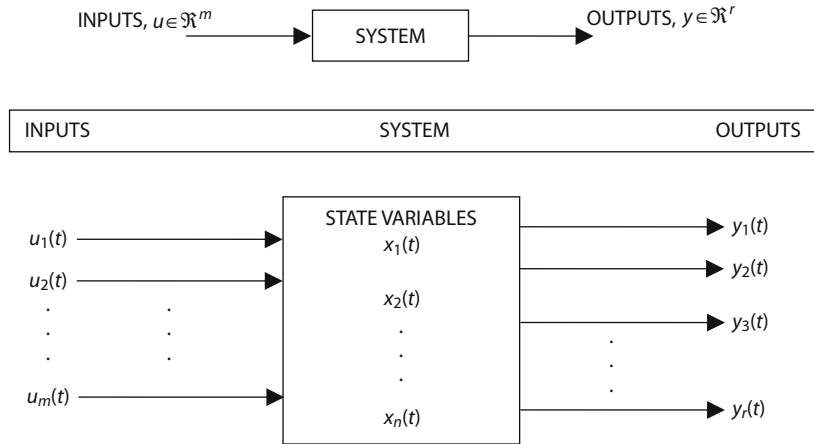 INPUTS, u∈ℜᵐ
SYSTEM
OUTPUTS, y∈ℜʳ
INPUTS SYSTEM OUTPUTS
STATE VARIABLES
u₁(t)
x₁(t)
y₁(t)
u₂(t)
x₂(t)
y₂(t)
. . .
. . .
. . .
y₃(t)
. . .
uₘ(t)
xₙ(t)
yᵣ(t)